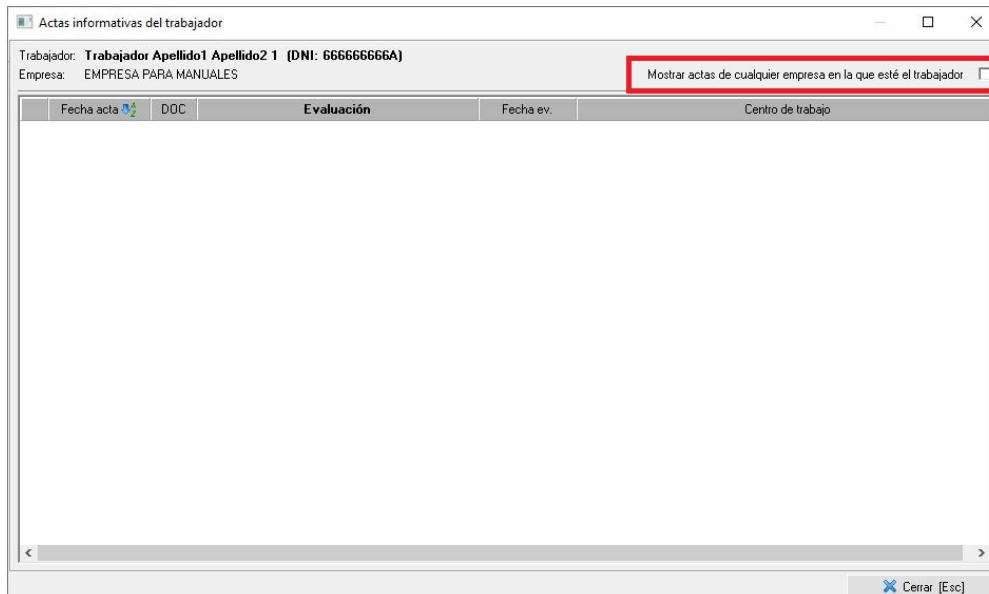 Actas informativas del trabajador
Trabajador: Trabajador Apellido1 Apellido2 1 (DNI: 666666666A)
Empresa: EMPRESA PARA MANUALES
Mostrar actas de cualquier empresa en la que esté el trabajador
Fecha acta DOC Evaluación Fecha ev. Centro de trabajo
Cerrar [Esc]